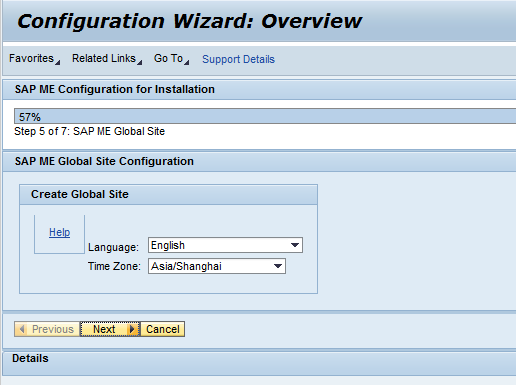 Configuration Wizard: Overview
Favorites Related Links Go To Support Details
SAP ME Configuration for Installation
57%
Step 5 of 7: SAP ME Global Site
SAP ME Global Site Configuration
Create Global Site
Help
Language: English
Time Zone: Asia/Shanghai
Previous Next Cancel
Details